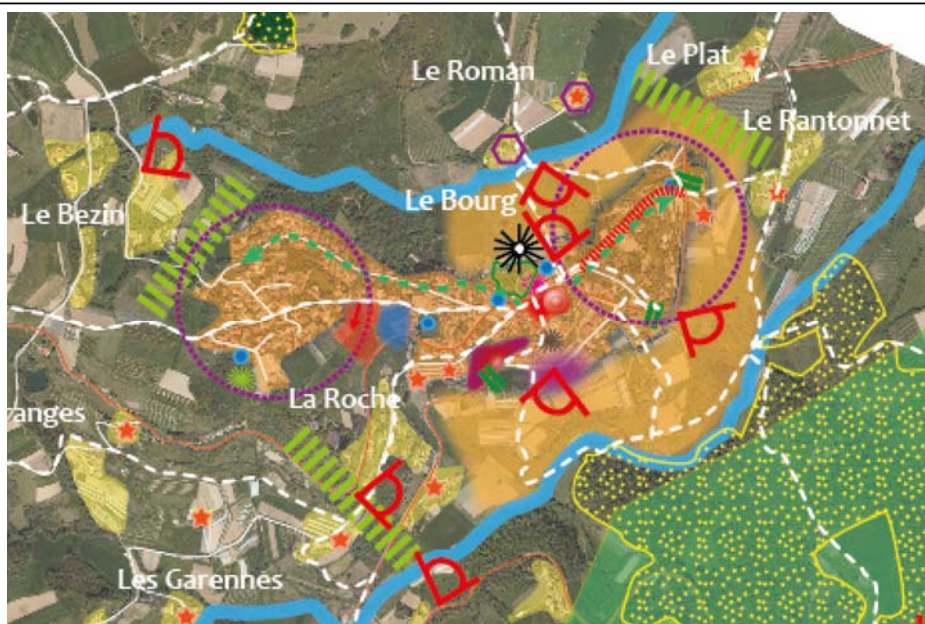 Le Plat
Le Roman
Le Rantonnet
Le Bourg
Le Bezin
La Roche
anges
Les Garennes